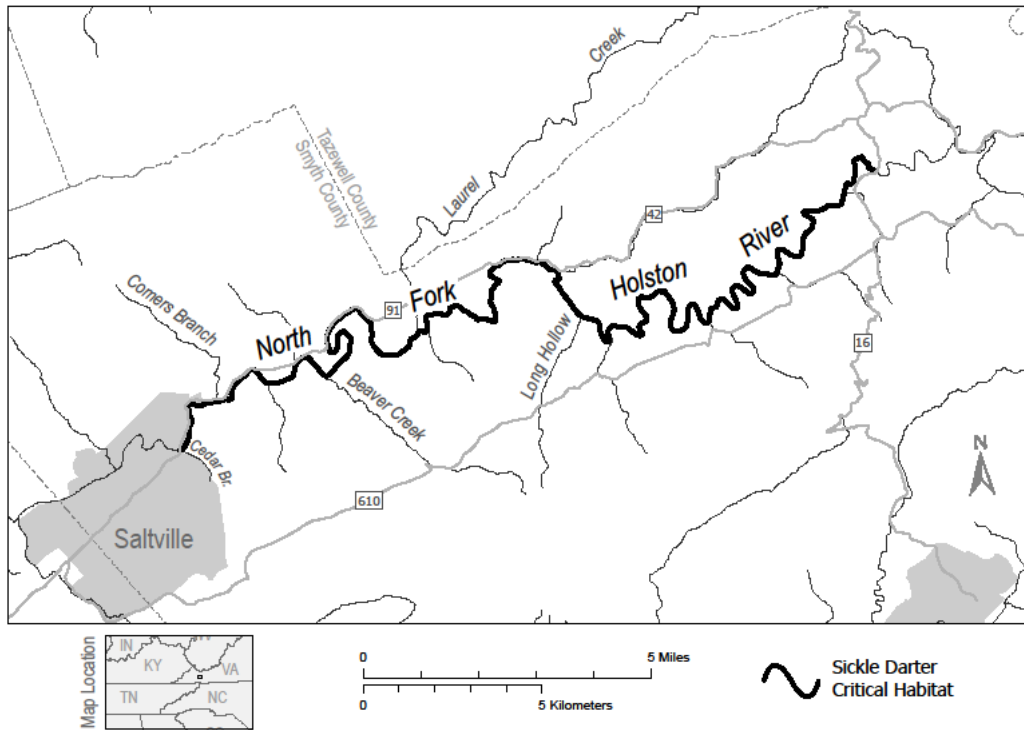 Creek
Laurel
Tazewell County
Smyth County
42
River
Holston
Fork
91
North
Corners Branch
Long Hollow
16
Beaver Creek
Cedar Br.
N
610
Saltville
Map Location
IN
KY
VA
TN
NC
0
5 Miles
0
5 Kilometers
Sickle Darter
Critical Habitat